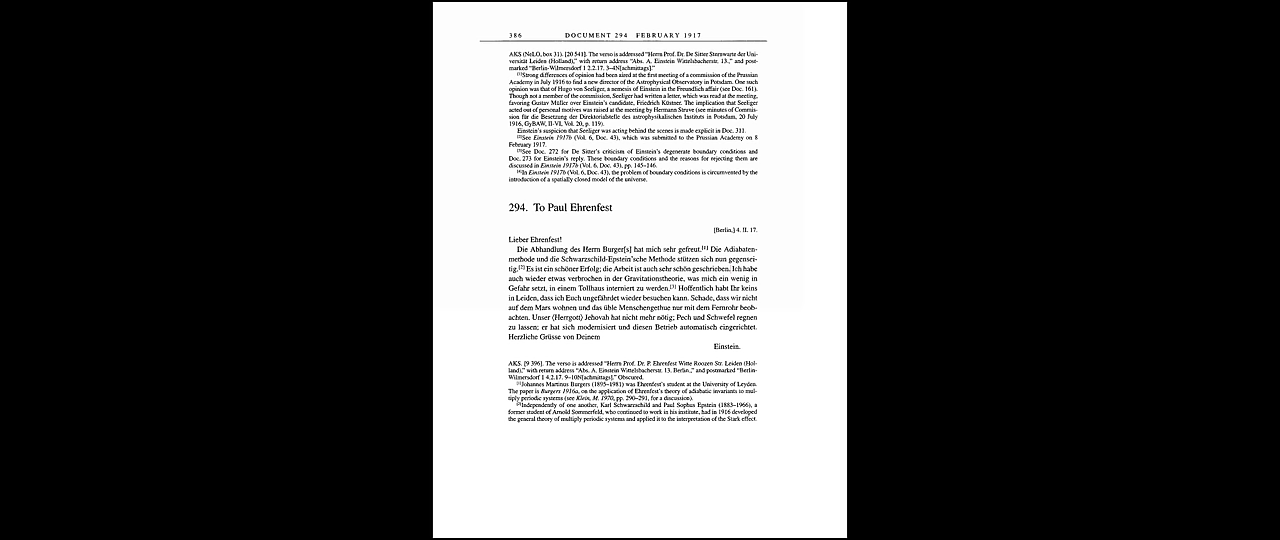 386 DOCUMENT 294 FEBRUARY 1917
AKS (NeLO, box 31). [20 541]. The verso is addressed “Herrn Prof. Dr. De Sitter Sternwarte der Uni-
versität Leiden (Holland),” with return address “Abs. A. Einstein Wittelsbacherstr. 13.,” and post-
marked “Berlin-Wilmersdorf 1 2.2.17. 3–4N[achmittags].”
[1]Strong differences of opinion had been aired at the first meeting of a commission of the Prussian
Academy in July 1916 to find a new director of the Astrophysical Observatory in Potsdam. One such
opinion was that of Hugo von Seeliger, a nemesis of Einstein in the Freundlich affair (see Doc. 161).
Though not a member of the commission, Seeliger had written a letter, which was read at the meeting,
favoring Gustav Müller over Einstein’s candidate, Friedrich Küstner. The implication that Seeliger
acted out of personal motives was raised at the meeting by Hermann Struve (see minutes of Commis-
sion für die Besetzung der Direktorialstelle des astrophysikalischen Instituts in Potsdam, 20 July
1916, GyBAW, II-VI, Vol. 20, p. 119).
Einstein’s suspicion that Seeliger was acting behind the scenes is made explicit in Doc. 311.
[2]See Einstein 1917b (Vol. 6, Doc. 43), which was submitted to the Prussian Academy on 8
February 1917.
[3]See Doc. 272 for De Sitter’s criticism of Einstein’s degenerate boundary conditions and
Doc. 273 for Einstein’s reply. These boundary conditions and the reasons for rejecting them are
discussed in Einstein 1917b (Vol. 6, Doc. 43), pp. 145–146.
[4]In Einstein 1917b (Vol. 6, Doc. 43), the problem of boundary conditions is circumvented by the
introduction of a spatially closed model of the universe.
294. To Paul Ehrenfest
[Berlin,] 4. II. 17.
Lieber Ehrenfest!
Die Abhandlung des Herrn Burger[s] hat mich sehr gefreut.[1] Die Adiabaten-
methode und die Schwarzschild-Epstein’sche Methode stützen sich nun gegensei-
tig.[2] Es ist ein schöner Erfolg; die Arbeit ist auch sehr schön geschrieben. Ich habe
auch wieder etwas verbrochen in der Gravitationstheorie, was mich ein wenig in
Gefahr setzt, in einem Tollhaus interniert zu werden.[3] Hoffentlich habt Ihr keins
in Leiden, dass ich Euch ungefährdet wieder besuchen kann. Schade, dass wir nicht
auf dem Mars wohnen und das üble Menschengethue nur mit dem Fernrohr beob-
achten. Unser ⟨Herrgott⟩ Jehovah hat nicht mehr nötig; Pech und Schwefel regnen
zu lassen; er hat sich modernisiert und diesen Betrieb automatisch eingerichtet.
Herzliche Grüsse von Deinem
Einstein.
AKS. [9 396]. The verso is addressed “Herrn Prof. Dr. P. Ehrenfest Witte Roozen Str. Leiden (Hol-
land),” with return address “Abs. A. Einstein Wittelsbacherstr. 13. Berlin.,” and postmarked “Berlin-
Wilmersdorf 1 4.2.17. 9–10N[achmittags].” Obscured.
[1]Johannes Martinus Burgers (1895–1981) was Ehrenfest’s student at the University of Leyden.
The paper is Burgers 1916a, on the application of Ehrenfest’s theory of adiabatic invariants to mul-
tiply periodic systems (see Klein, M. 1970, pp. 290–291, for a discussion).
[2]Independently of one another, Karl Schwarzschild and Paul Sophus Epstein (1883–1966), a
former student of Arnold Sommerfeld, who continued to work in his institute, had in 1916 developed
the general theory of multiply periodic systems and applied it to the interpretation of the Stark effect.